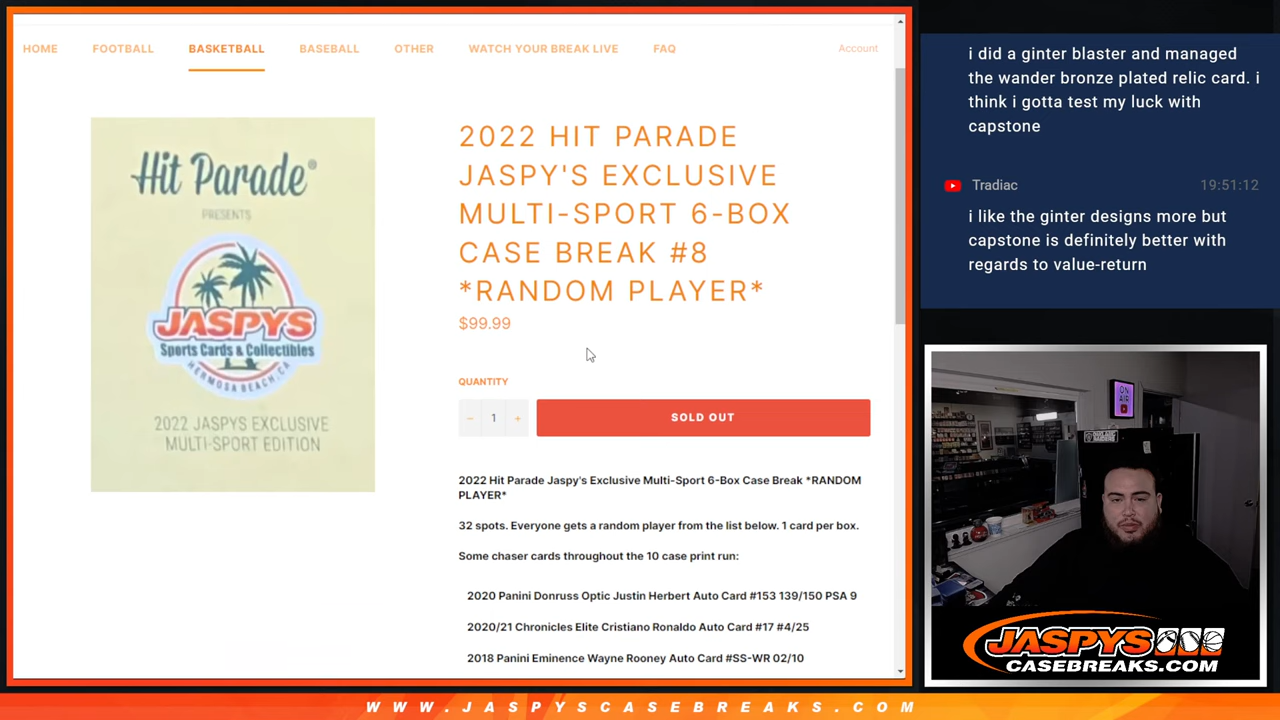 HOME
FOOTBALL
BASKETBALL
BASEBALL
OTHER
WATCH YOUR BREAK LIVE
FAQ
Account
Hit Parade®
PRESENTS
JASPYS
Sports Cards & Collectibles
HERMOSA BEACH, CA
2022 JASPYS EXCLUSIVE
MULTI-SPORT EDITION
2022 HIT PARADE
JASPY'S EXCLUSIVE
MULTI-SPORT 6-BOX
CASE BREAK #8
*RANDOM PLAYER*
$99.99
QUANTITY
− 1 +
SOLD OUT
2022 Hit Parade Jaspy's Exclusive Multi-Sport 6-Box Case Break *RANDOM
PLAYER*
32 spots. Everyone gets a random player from the list below. 1 card per box.
Some chaser cards throughout the 10 case print run:
2020 Panini Donruss Optic Justin Herbert Auto Card #153 139/150 PSA 9
2020/21 Chronicles Elite Cristiano Ronaldo Auto Card #17 #4/25
2018 Panini Eminence Wayne Rooney Auto Card #SS-WR 02/10
i did a ginter blaster and managed
the wander bronze plated relic card. i
think i gotta test my luck with
capstone
Tradiac 19:51:12
i like the ginter designs more but
capstone is definitely better with
regards to value-return
ON
AIR
JASPYS
CASEBREAKS.COM
WWW.JASPYSCASEBREAKS.COM